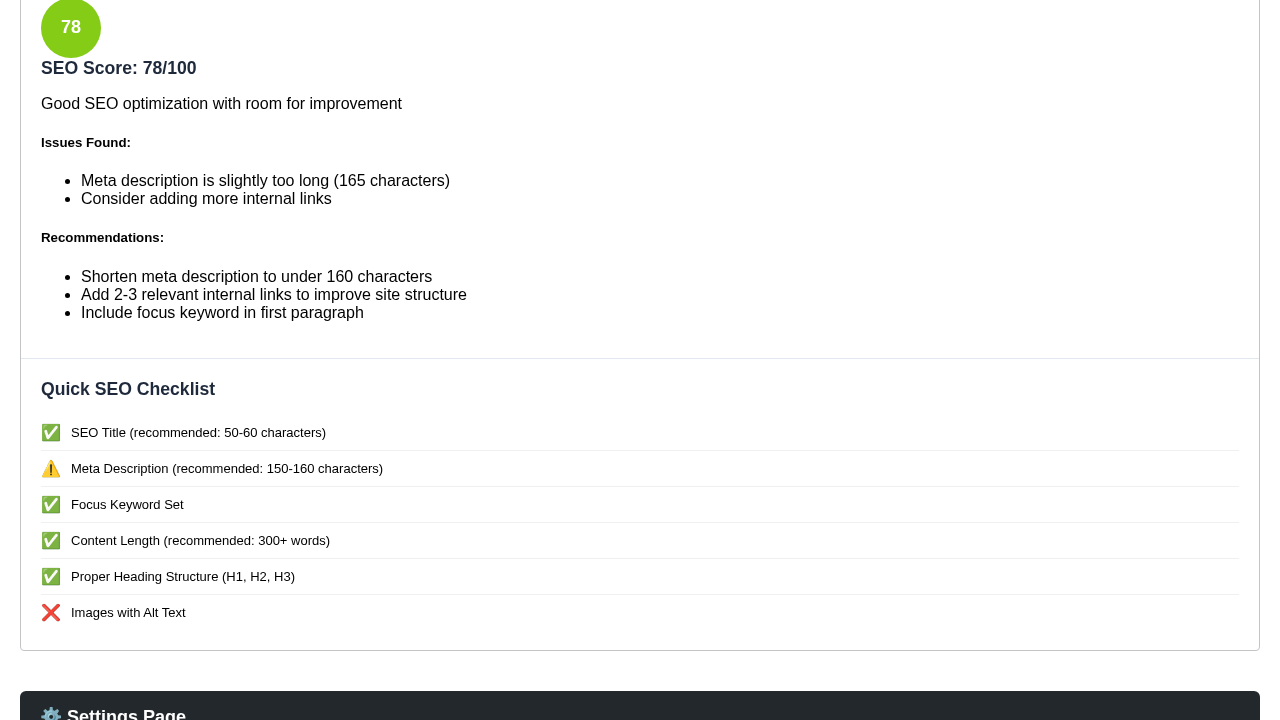 78
SEO Score: 78/100
Good SEO optimization with room for improvement
Issues Found:
Meta description is slightly too long (165 characters)
Consider adding more internal links
Recommendations:
Shorten meta description to under 160 characters
Add 2-3 relevant internal links to improve site structure
Include focus keyword in first paragraph
Quick SEO Checklist
SEO Title (recommended: 50-60 characters)
Meta Description (recommended: 150-160 characters)
Focus Keyword Set
Content Length (recommended: 300+ words)
Proper Heading Structure (H1, H2, H3)
Images with Alt Text
Settings Page